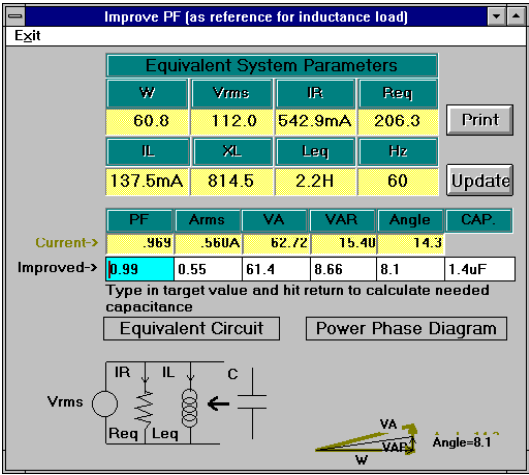 Improve PF (as reference for inductance load)
Exit
Equivalent System Parameters
W Vrms IR Req
60.8 112.0 542.9mA 206.3 Print
IL XL Leq Hz
137.5mA 814.5 2.2H 60 Update
PF Arms VA VAR Angle CAP.
Current-> .969 .560A 62.72 15.40 14.3
Improved-> 0.99 0.55 61.4 8.66 8.1 1.4uF
Type in target value and hit return to calculate needed
capacitance
Equivalent Circuit Power Phase Diagram
IR IL C
Vrms
Req Leq
VA
VAR Angle=8.1
W